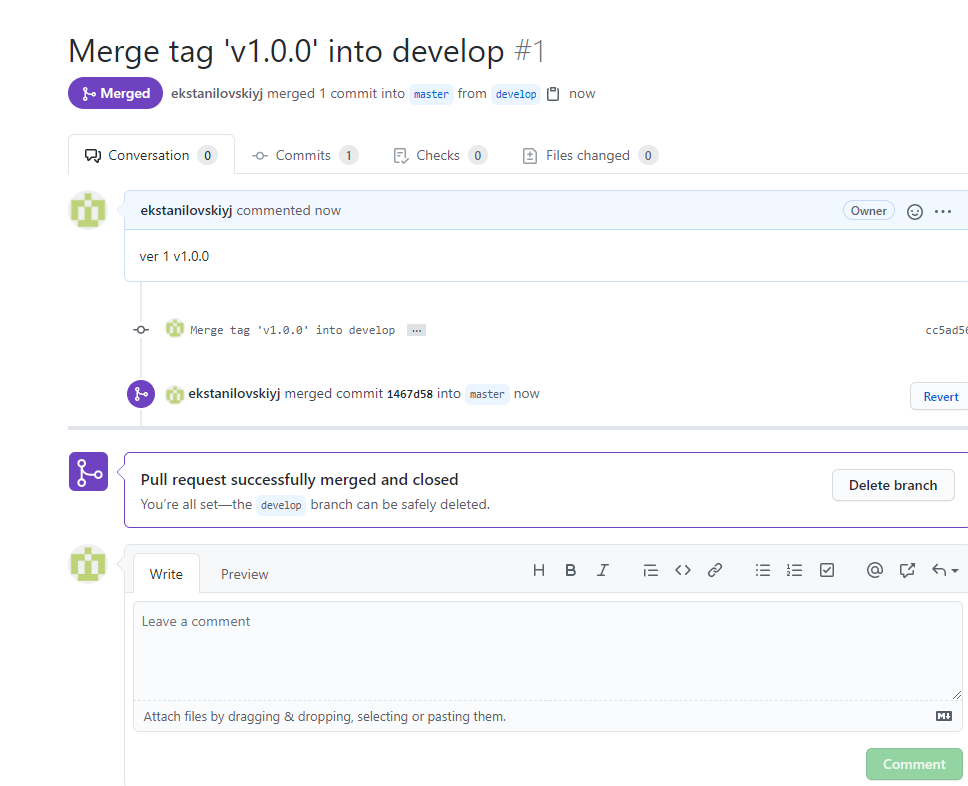 Merge tag 'v1.0.0' into develop #1
Merged ekstanilovskiyj merged 1 commit into master from develop now
Conversation 0 Commits 1 Checks 0 Files changed 0
ekstanilovskiyj commented now Owner
ver 1 v1.0.0
Merge tag 'v1.0.0' into develop ... cc5ad56
ekstanilovskiyj merged commit 1467d58 into master now Revert
Pull request successfully merged and closed Delete branch
You’re all set—the develop branch can be safely deleted.
Write Preview H B I
Leave a comment
Attach files by dragging & dropping, selecting or pasting them.
Comment